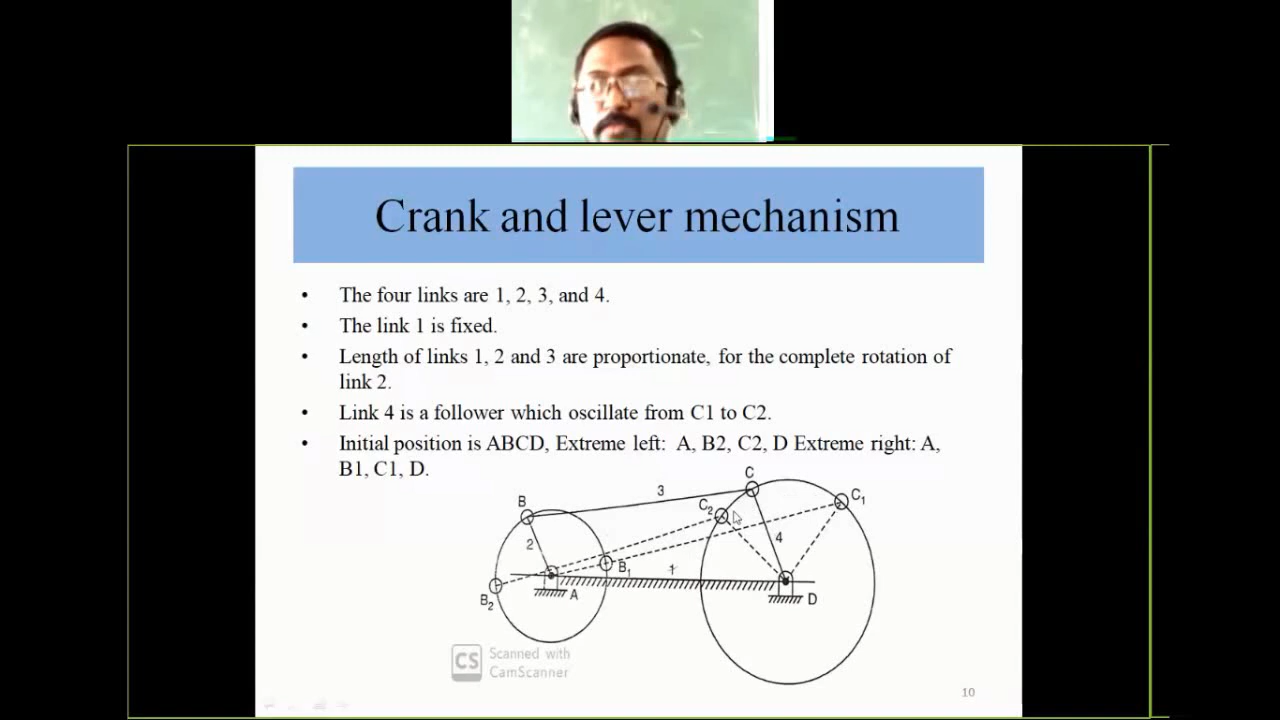 Crank and lever mechanism
• The four links are 1, 2, 3, and 4.
• The link 1 is fixed.
• Length of links 1, 2 and 3 are proportionate, for the complete rotation of
link 2.
• Link 4 is a follower which oscillate from C1 to C2.
• Initial position is ABCD, Extreme left: A, B2, C2, D Extreme right: A,
B1, C1, D.
C
3
C₁
B
C₂
4
2
B₁
1
A
B₂
D
CS Scanned with
CamScanner
10